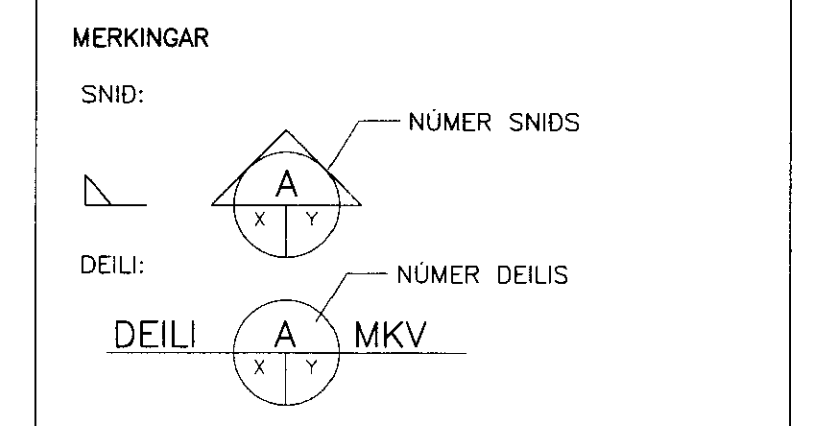 MERKINGAR
SNIÐ:
NÚMER SNIÐS
A
X Y
DEILI:
NÚMER DEILIS
DEILI A MKV
X Y